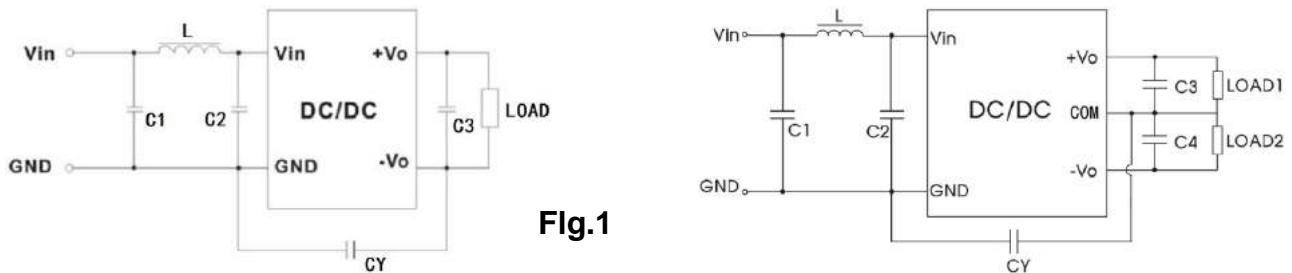 L
Vin
Vin
+Vo
C1
C2
DC/DC
C3
LOAD
GND
GND
-Vo
CY
FIg.1
L
Vin
Vin
+Vo
C3
LOAD1
C1
C2
DC/DC
COM
C4
LOAD2
-Vo
GND
GND
CY